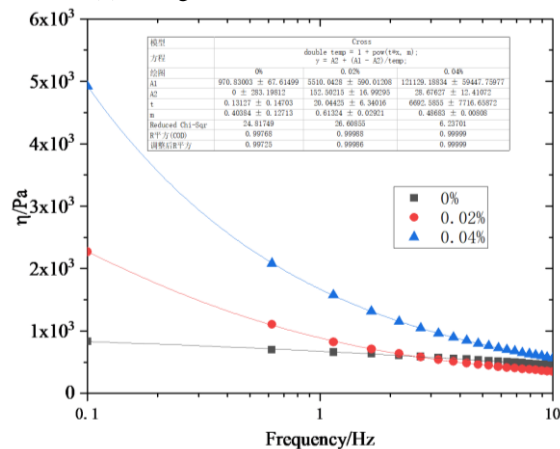 模型 Cross
方程 double temp = 1 + pow(t*x, m);
y = A2 + (A1 - A2)/temp;
绘图 0% 0.02% 0.04%
A1 970.83003 ± 67.61499 5510.0428 ± 590.01208 121129.18834 ± 59447.75977
A2 0 ± 283.19812 152.50215 ± 16.99295 28.67627 ± 12.41072
t 0.13127 ± 0.14703 20.04425 ± 6.34016 6692.5855 ± 7716.65672
m 0.40384 ± 0.12713 0.61324 ± 0.02921 0.48683 ± 0.00808
Reduced Chi-Sqr 24.81749 26.68655 6.23701
R平方(COD) 0.99768 0.99988 0.99999
调整后R平方 0.99725 0.99986 0.99999
6x10³
5x10³
4x10³
3x10³
2x10³
1x10³
0
η/Pa
0%
0.02%
0.04%
0.1 1 10
Frequency/Hz